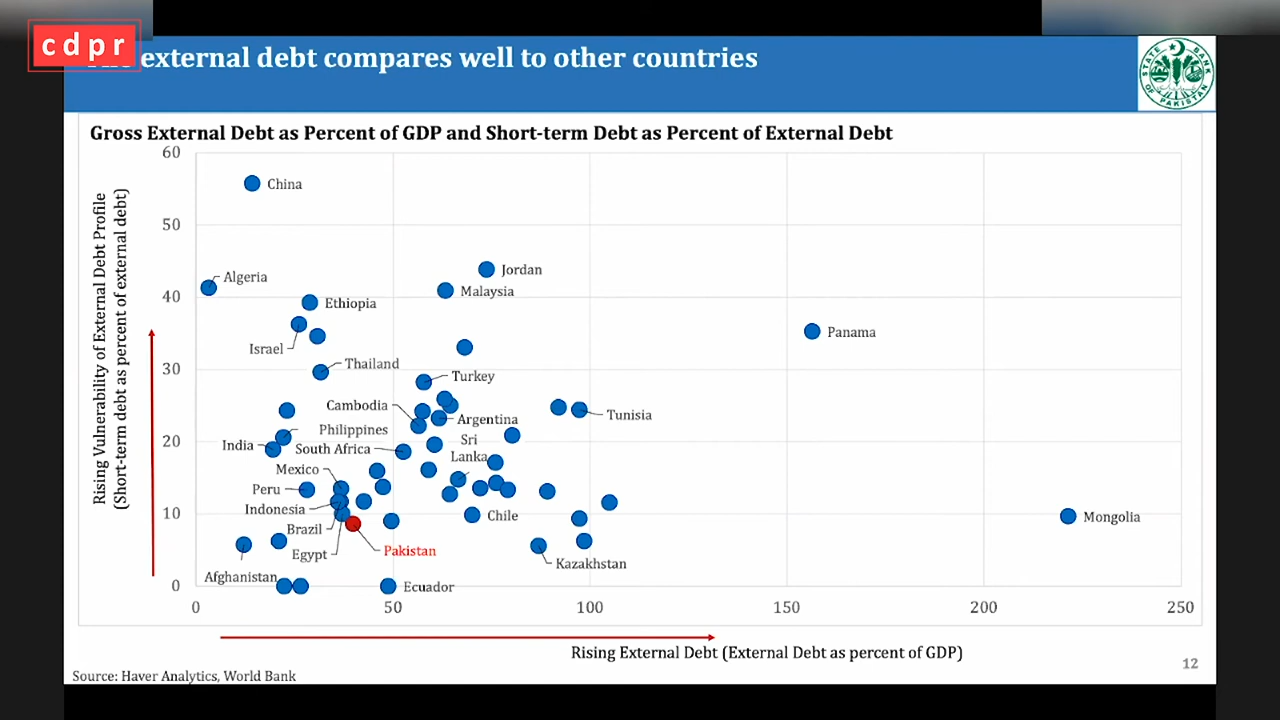 cdpr
external debt compares well to other countries
STATE BANK OF PAKISTAN
Gross External Debt as Percent of GDP and Short-term Debt as Percent of External Debt
Rising Vulnerability of External Debt Profile
(Short-term debt as percent of external debt)
60
50
40
30
20
10
0
China
Algeria
Jordan
Malaysia
Ethiopia
Panama
Israel
Thailand
Turkey
Cambodia
Tunisia
Argentina
Philippines
India
South Africa
Sri
Lanka
Mexico
Peru
Indonesia
Chile
Mongolia
Brazil
Egypt
Pakistan
Kazakhstan
Afghanistan
Ecuador
0
50
100
150
200
250
Rising External Debt (External Debt as percent of GDP)
12
Source: Haver Analytics, World Bank